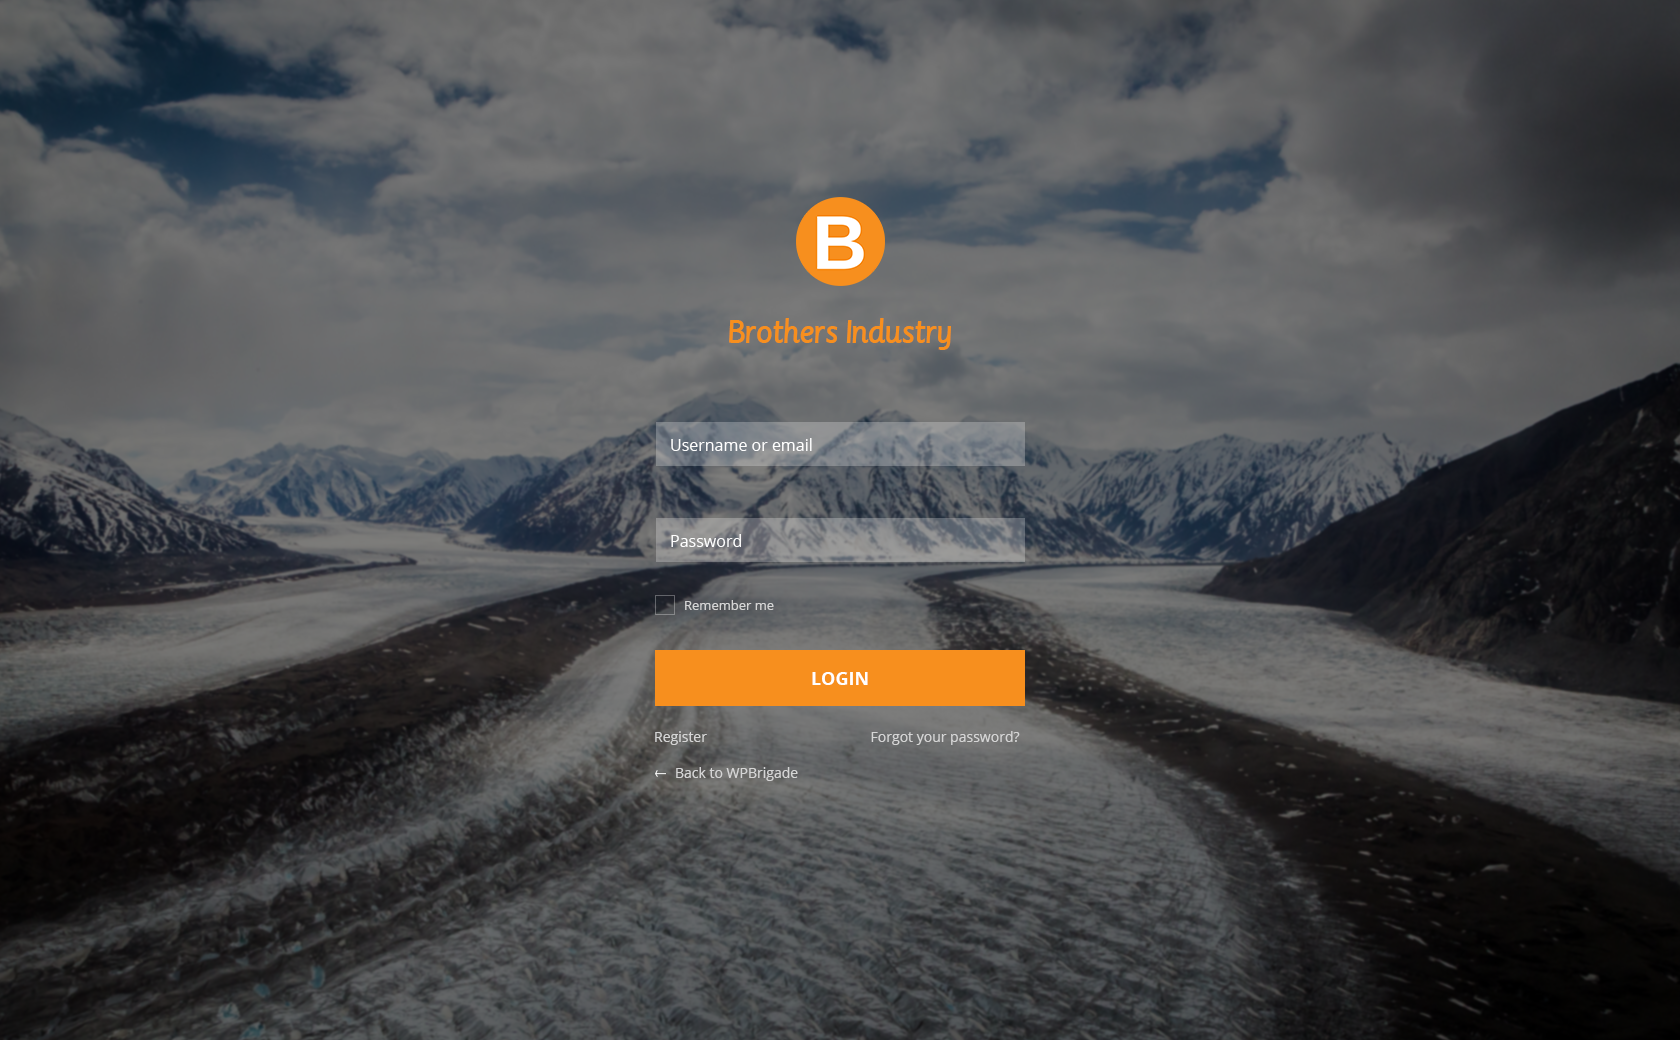 B
Brothers Industry
Username or email
Password
Remember me
LOGIN
Register
Forgot your password?
← Back to WPBrigade